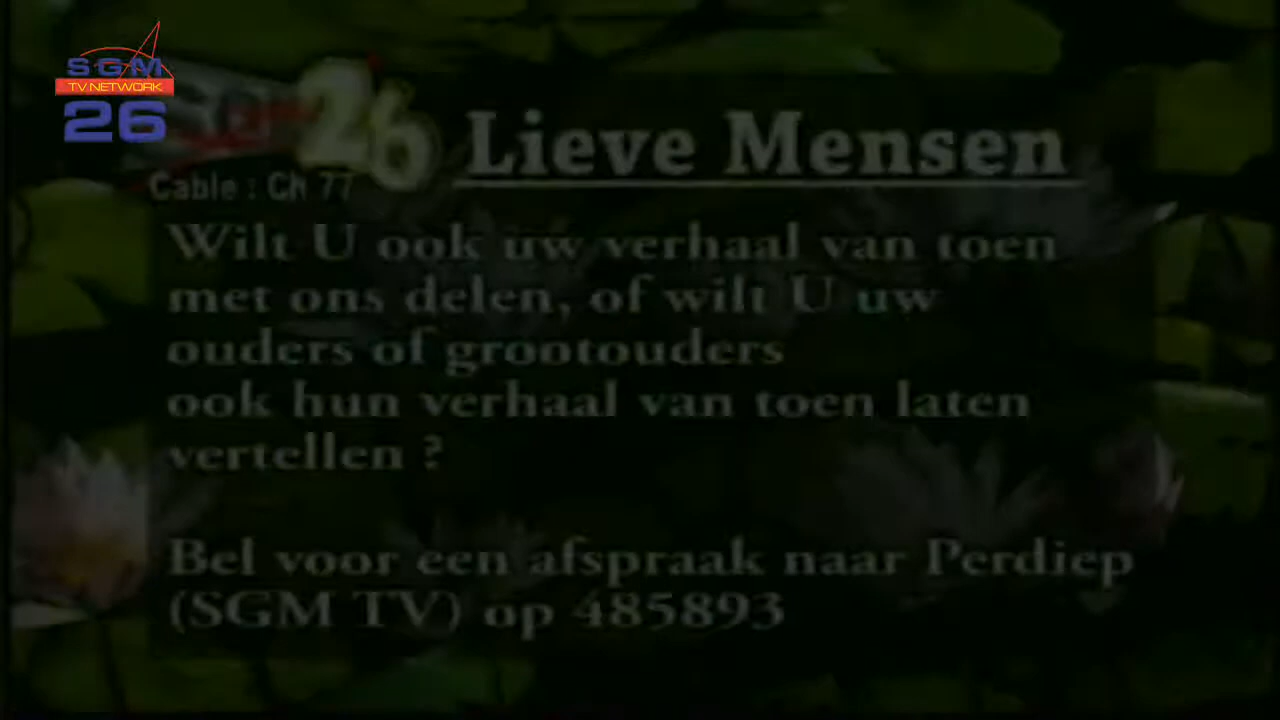 SGM
TV NETWORK
26
26
Cable : Ch 77
Lieve Mensen
Wilt U ook uw verhaal van toen
met ons delen, of wilt U uw
ouders of grootouders
ook hun verhaal van toen laten
vertellen ?
Bel voor een afspraak naar Perdiep
(SGM TV) op 485893